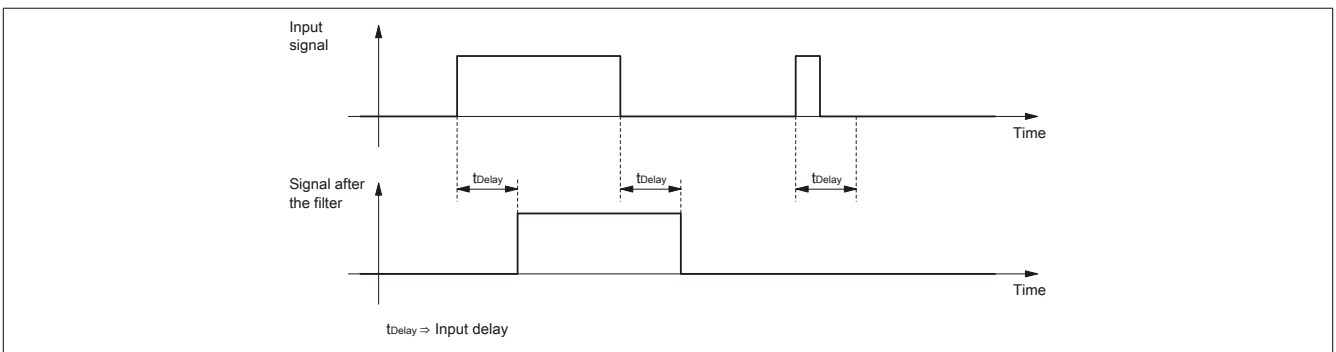 Input
signal
Time
Signal after
the filter
tDelay
tDelay
tDelay
Time
tDelay ⇒ Input delay